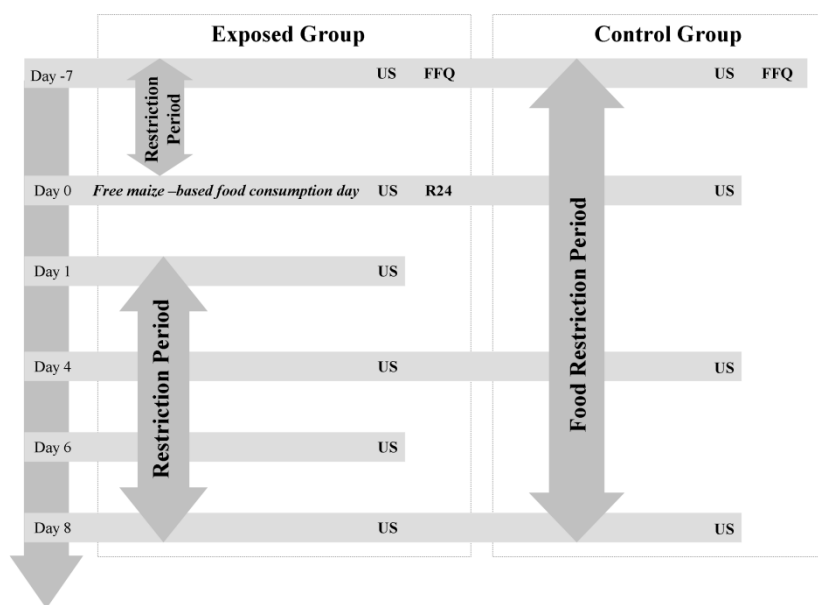 Exposed Group
Control Group
Day -7
US FFQ
US FFQ
Restriction
Period
Day 0 Free maize –based food consumption day US R24
US
Day 1
US
Restriction Period
Food Restriction Period
Day 4
US
US
Day 6
US
Day 8
US
US